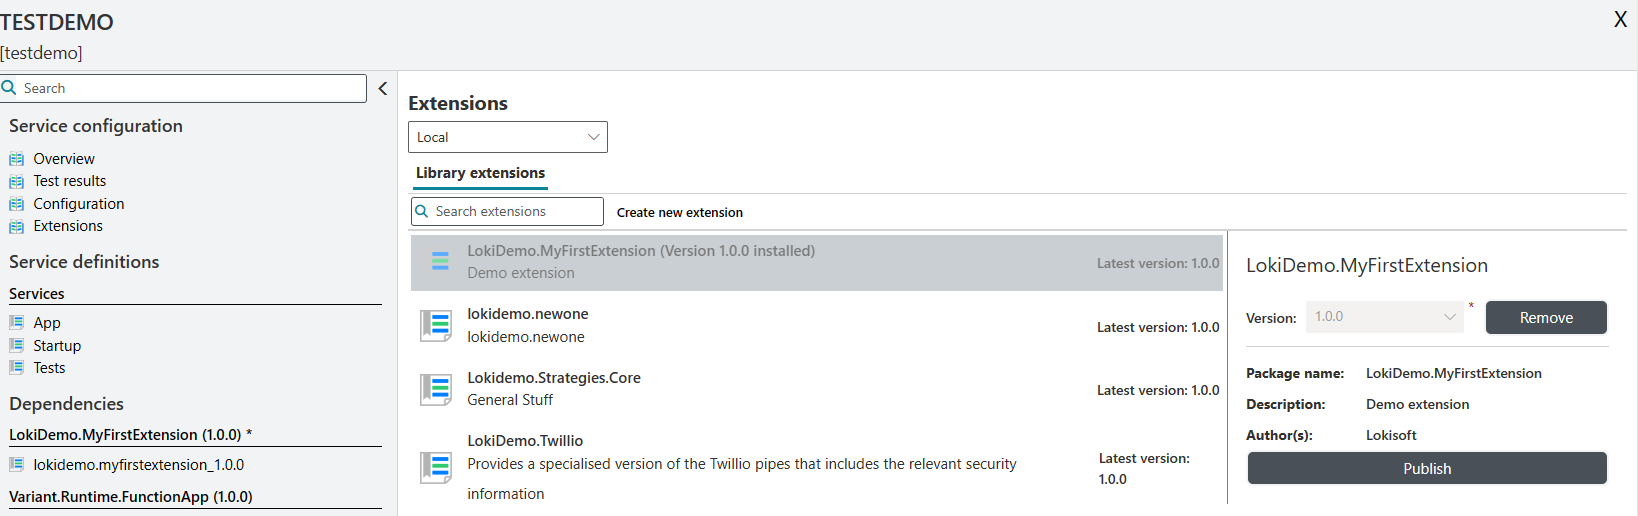 TESTDEMO
X
[testdemo]
Search
Service configuration
Overview
Test results
Configuration
Extensions
Service definitions
Services
App
Startup
Tests
Dependencies
LokiDemo.MyFirstExtension (1.0.0) *
lokidemo.myfirstextension_1.0.0
Variant.Runtime.FunctionApp (1.0.0)
Extensions
Local
Library extensions
Search extensions
Create new extension
LokiDemo.MyFirstExtension (Version 1.0.0 installed)
Demo extension
Latest version: 1.0.0
lokidemo.newone
lokidemo.newone
Latest version: 1.0.0
Lokidemo.Strategies.Core
General Stuff
Latest version: 1.0.0
LokiDemo.Twillio
Provides a specialised version of the Twillio pipes that includes the relevant security
information
Latest version:
1.0.0
LokiDemo.MyFirstExtension
Version: 1.0.0 * Remove
Package name: LokiDemo.MyFirstExtension
Description: Demo extension
Author(s): Lokisoft
Publish